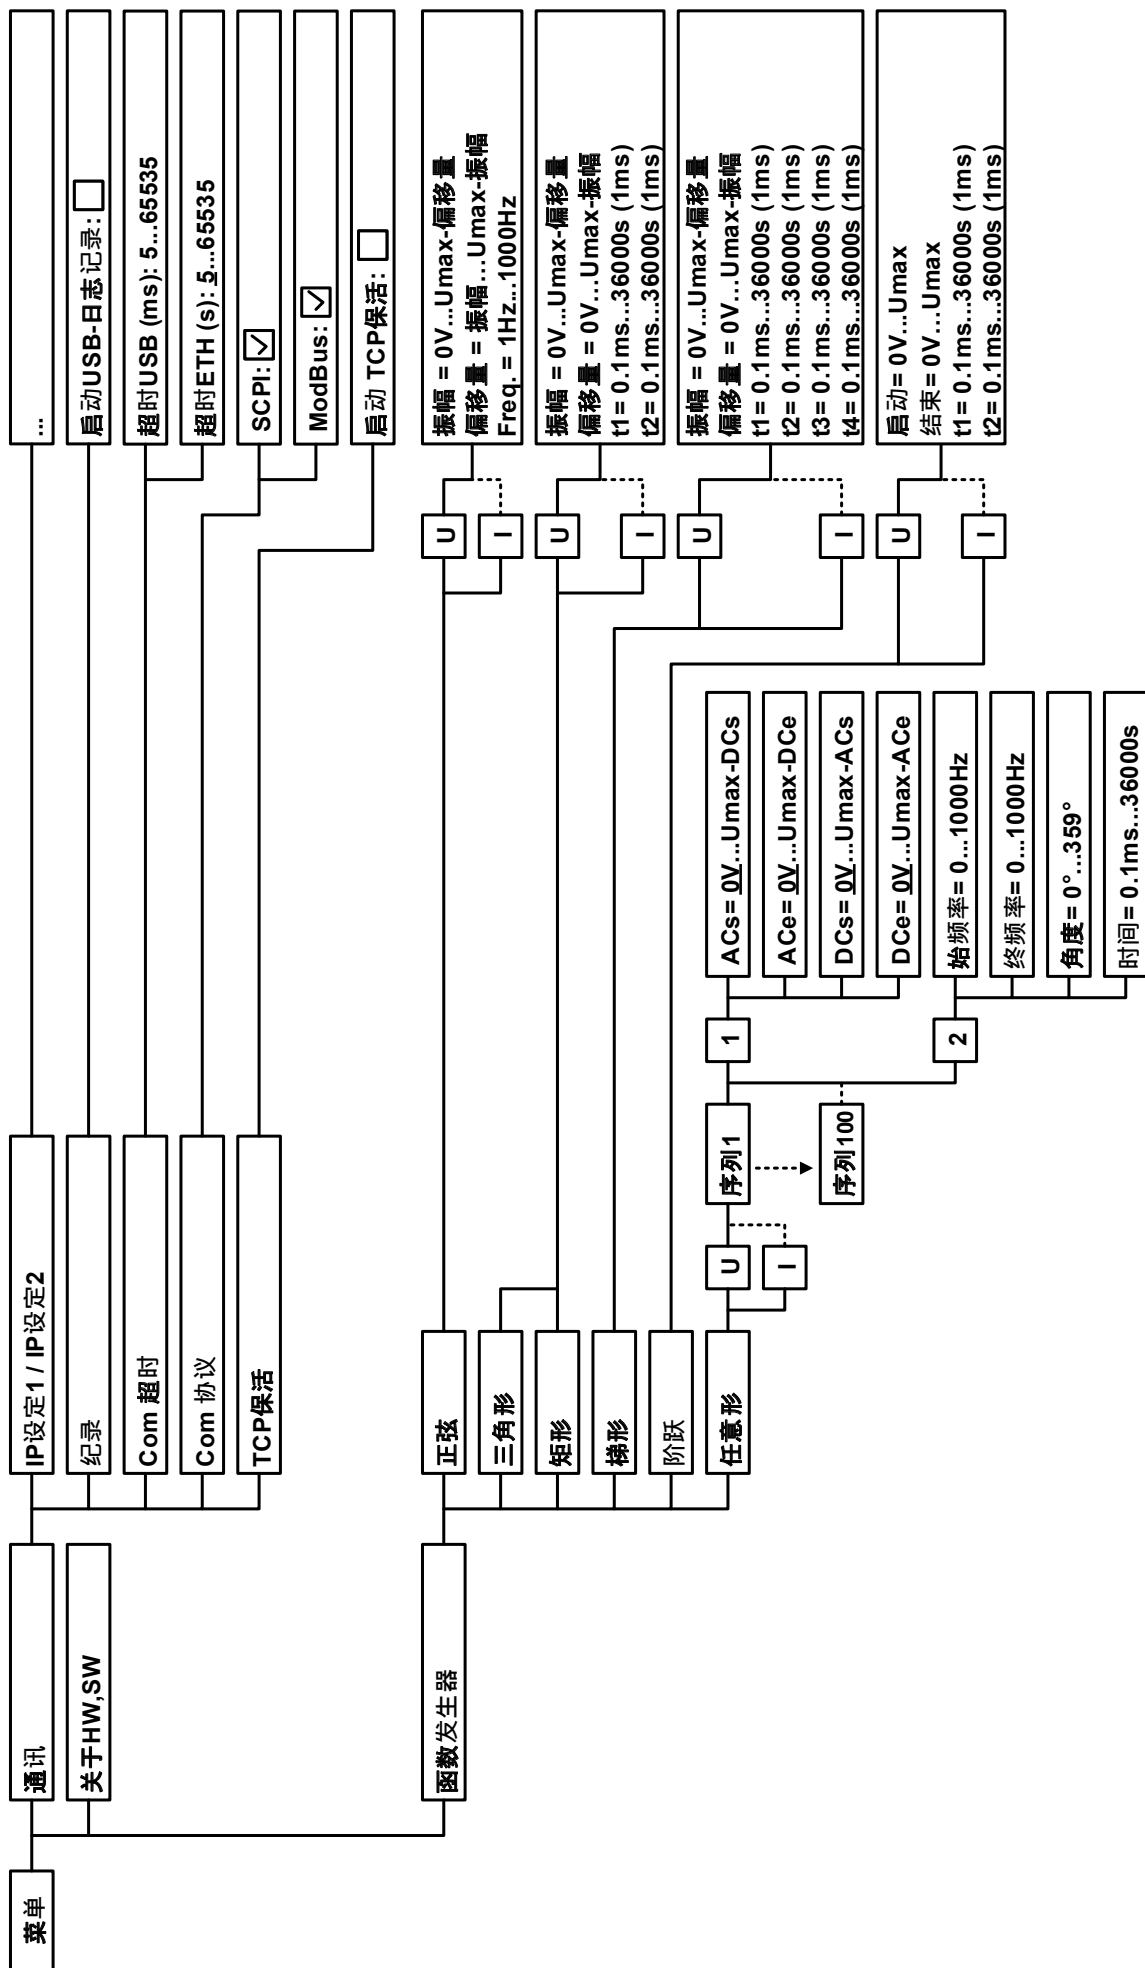 菜单
通讯
IP设定1 / IP设定2
...
纪录
启动USB-日志记录:
Com 超时
超时USB (ms): 5...65535
超时ETH (s): 5...65535
Com 协议
SCPI:
ModBus:
TCP保活
启动 TCP保活:
关于HW,SW
函数发生器
正弦
U
I
振幅 = 0V...Umax-偏移量
偏移量 = 振幅...Umax-振幅
Freq. = 1Hz...1000Hz
三角形
矩形
U
I
振幅 = 0V...Umax-偏移量
偏移量 = 0V...Umax-振幅
t1= 0.1ms...36000s (1ms)
t2= 0.1ms...36000s (1ms)
梯形
U
I
振幅 = 0V...Umax-偏移量
偏移量 = 0V...Umax-振幅
t1= 0.1ms...36000s (1ms)
t2= 0.1ms...36000s (1ms)
t3= 0.1ms...36000s (1ms)
t4= 0.1ms...36000s (1ms)
阶跃
U
I
启动= 0V...Umax
结束= 0V...Umax
t1= 0.1ms...36000s (1ms)
t2= 0.1ms...36000s (1ms)
任意形
U
I
序列1
序列100
1
ACs= 0V...Umax-DCs
ACe= 0V...Umax-DCe
DCs= 0V...Umax-ACs
DCe= 0V...Umax-ACe
2
始频率= 0...1000Hz
终频率= 0...1000Hz
角度= 0°...359°
时间= 0.1ms...36000s